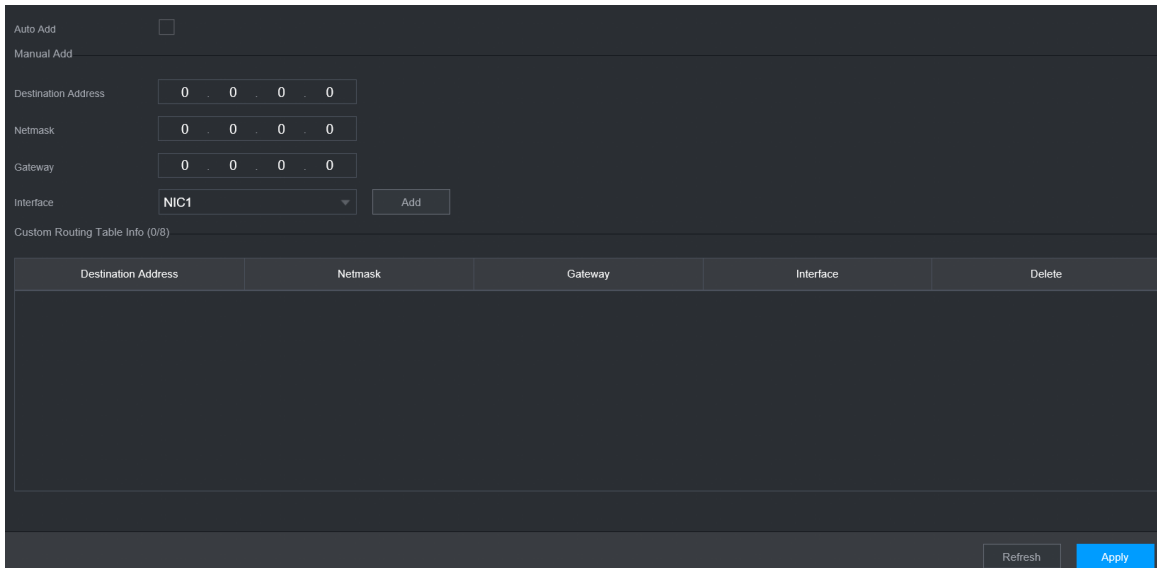 Auto Add
Manual Add
Destination Address 0 . 0 . 0 . 0
Netmask 0 . 0 . 0 . 0
Gateway 0 . 0 . 0 . 0
Interface NIC1 Add
Custom Routing Table Info (0/8)
Destination Address Netmask Gateway Interface Delete
Refresh Apply